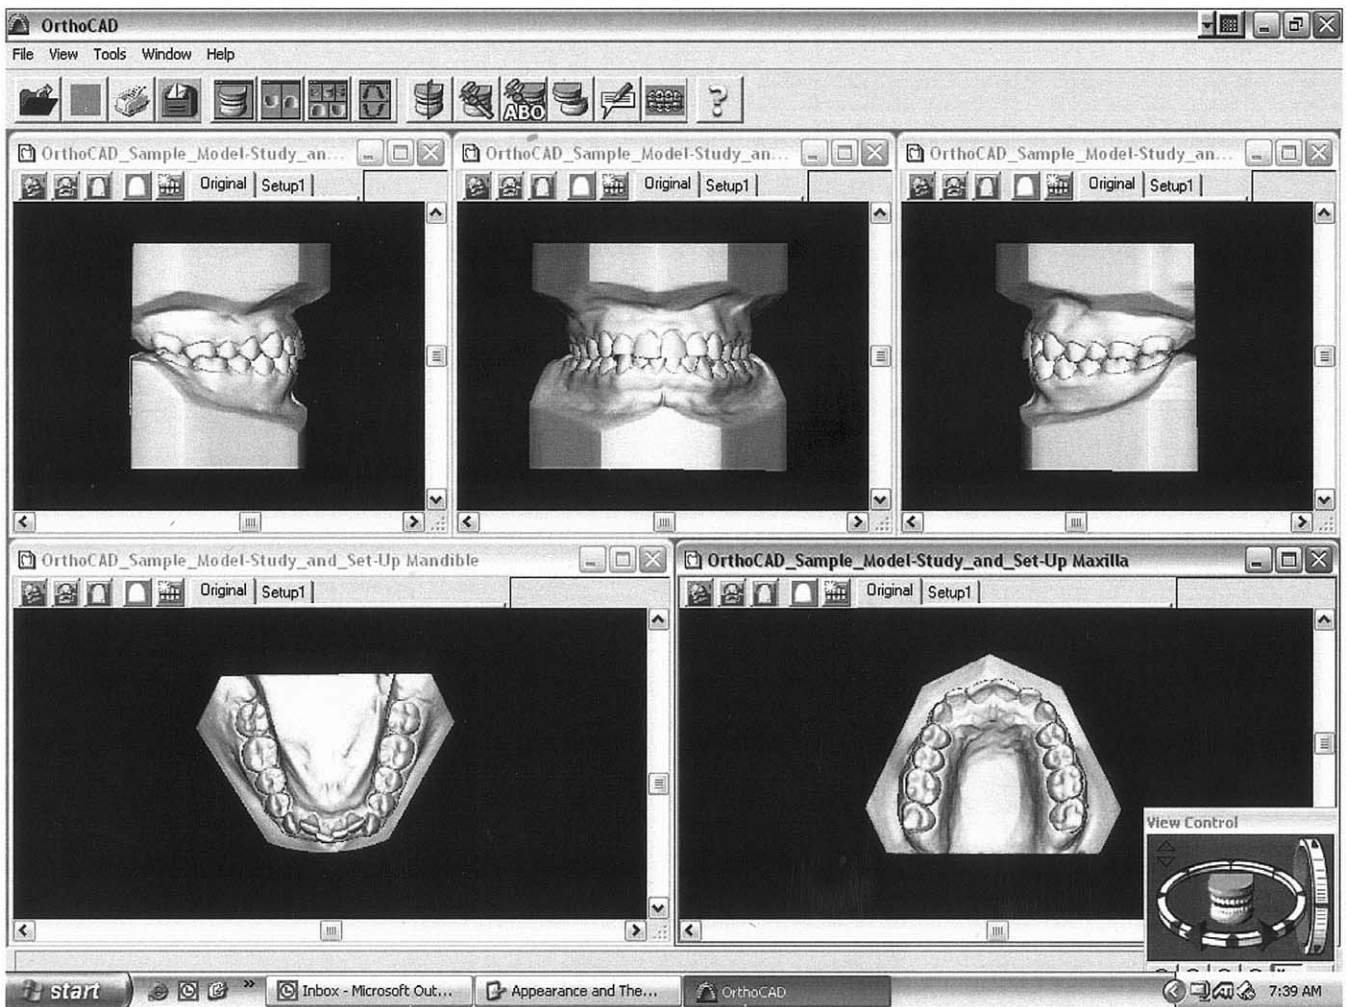 OrthoCAD
File View Tools Window Help
ABO ?
OrthoCAD_Sample_Model-Study_an...
Original Setup1
OrthoCAD_Sample_Model-Study_an...
Original Setup1
OrthoCAD_Sample_Model-Study_an...
Original Setup1
OrthoCAD_Sample_Model-Study_and_Set-Up Mandible
Original Setup1
OrthoCAD_Sample_Model-Study_and_Set-Up Maxilla
Original Setup1
View Control
start » Inbox - Microsoft Out... Appearance and The... OrthoCAD 7:39 AM